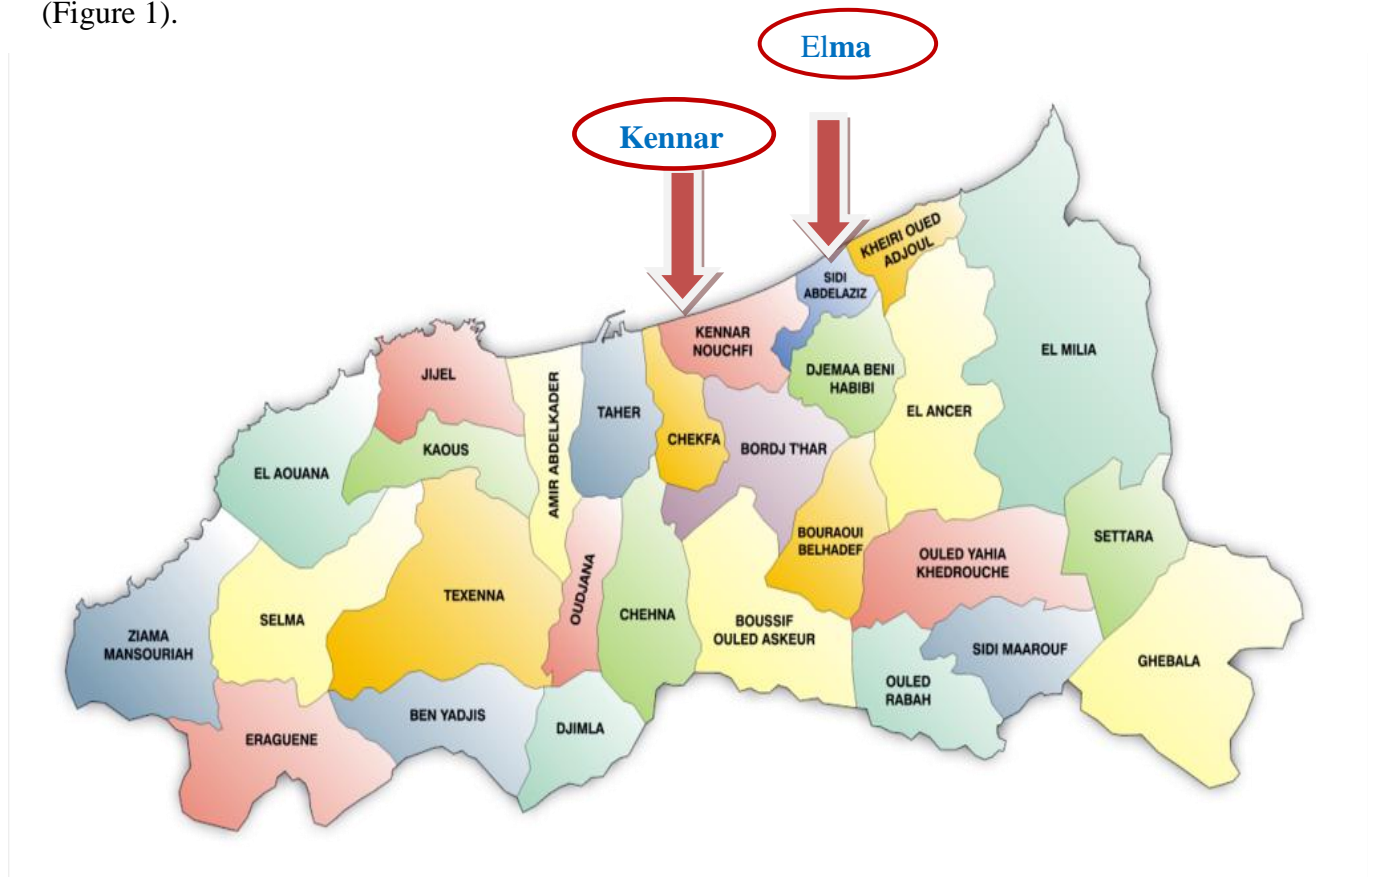 (Figure 1).
Elma
Kennar
KHEIRI OUED
ADJOUL
SIDI
ABDELAZIZ
KENNAR
NOUCHFI
EL MILIA
JIJEL
DJEMAA BENI
HABIBI
AMIR ABDELKADER
TAHER
EL ANCER
CHEKFA
KAOUS
BORDJ T'HAR
EL AOUANA
SETTARA
BOURAOUI
BELHADEF
OULED YAHIA
KHEDROUCHE
OUDJANA
TEXENNA
CHEHNA
SELMA
BOUSSIF
OULED ASKEUR
ZIAMA
MANSOURIAH
SIDI MAAROUF
GHEBALA
OULED
RABAH
BEN YADJIS
DJIMLA
ERAGUENE